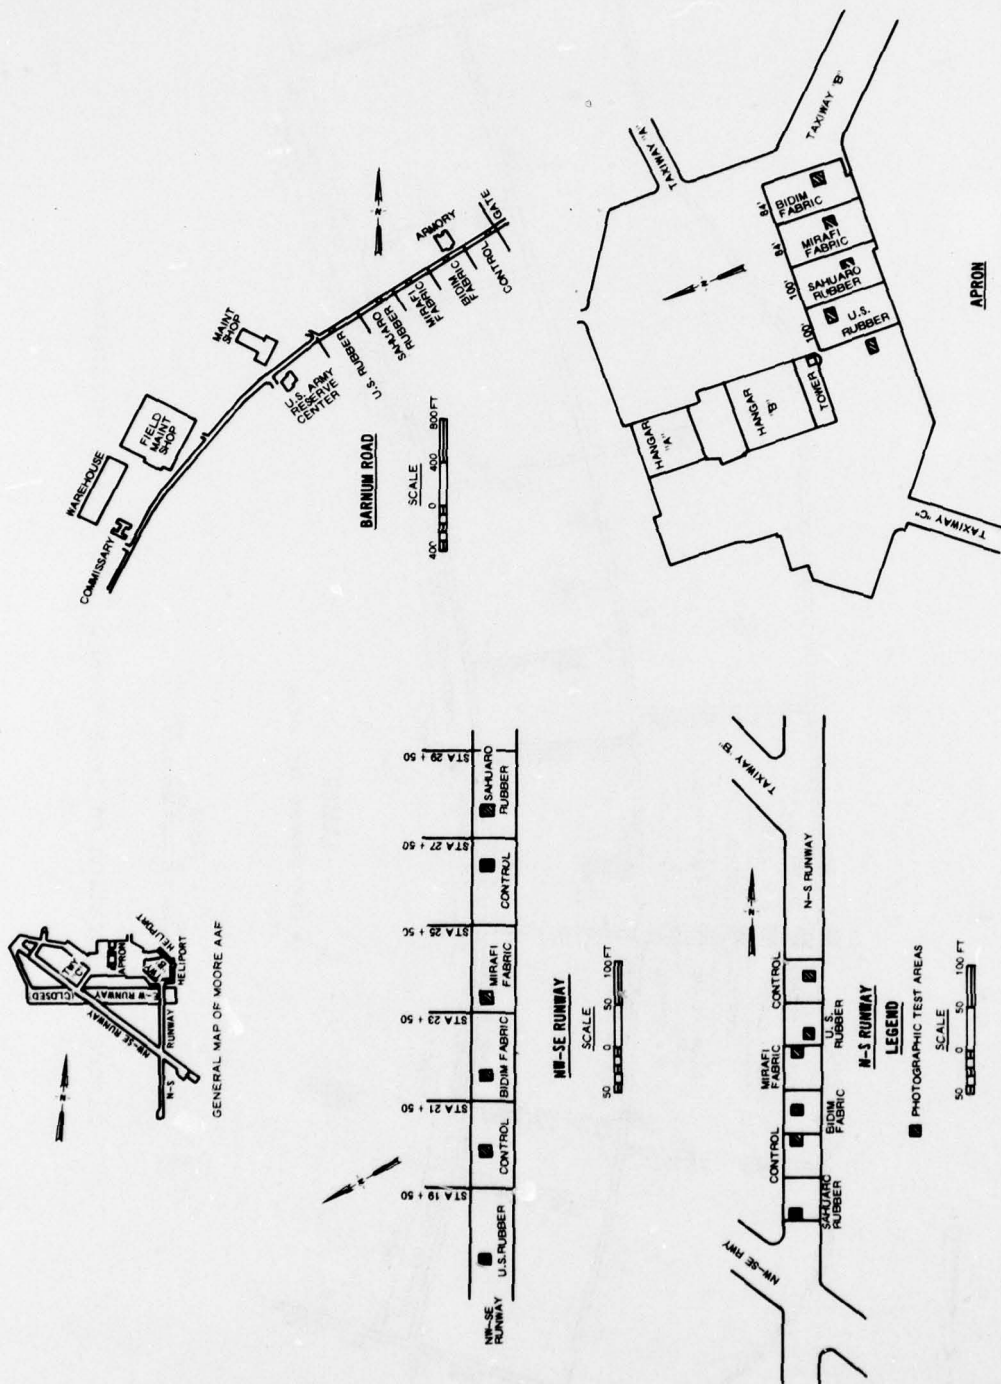 GENERAL MAP OF MOORE AAF
NW-SE RUNWAY
E-W RUNWAY
(CLOSED
N-S RUNWAY
APRON
TWY
"B"
HELIPORT
HELIPORT
N
COMMISSARY
WAREHOUSE
FIELD
MAINT
SHOP
MAINT
SHOP
U.S. ARMY
RESERVE
CENTER
U.S. RUBBER
SAHUARO
RUBBER
MIRAFI
FABRIC
BIDIM
FABRIC
CONTROL
ARMORY
GATE
N
BARNUM ROAD
SCALE
400 0 400 800 FT
NW-SE
RUNWAY
U.S. RUBBER
STA 19 + 50
CONTROL
STA 21 + 50
BIDIM FABRIC
STA 23 + 50
MIRAFI
FABRIC
STA 25 + 50
CONTROL
STA 27 + 50
SAHUARO
RUBBER
STA 29 + 50
N
NW-SE RUNWAY
SCALE
50 0 50 100 FT
TAXIWAY "A"
TAXIWAY "B"
TAXIWAY "C"
HANGAR
"A"
HANGAR
"B"
TOWER
100'
U.S.
RUBBER
100'
SAHUARO
RUBBER
84'
MIRAFI
FABRIC
84'
BIDIM
FABRIC
N
APRON
NW-SE RWY
SAHUARO
RUBBER
CONTROL
BIDIM
FABRIC
MIRAFI
FABRIC
U.S.
RUBBER
CONTROL
N-S RUNWAY
TAXIWAY "B"
N
N-S RUNWAY
LEGEND
PHOTOGRAPHIC TEST AREAS
SCALE
50 0 50 100 FT